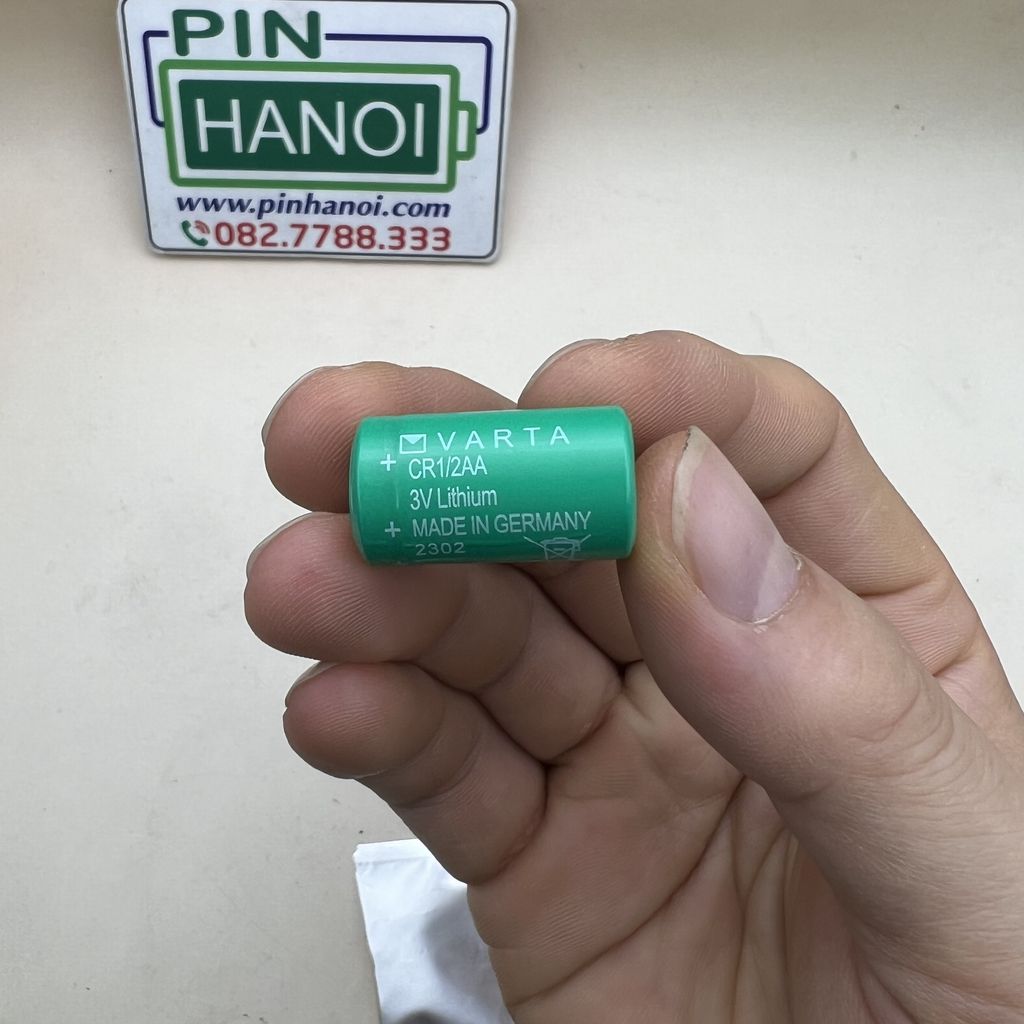 PIN
HANOI
www.pinhanoi.com
082.7788.333
VARTA
+ CR1/2AA
3V Lithium
+ MADE IN GERMANY
2302